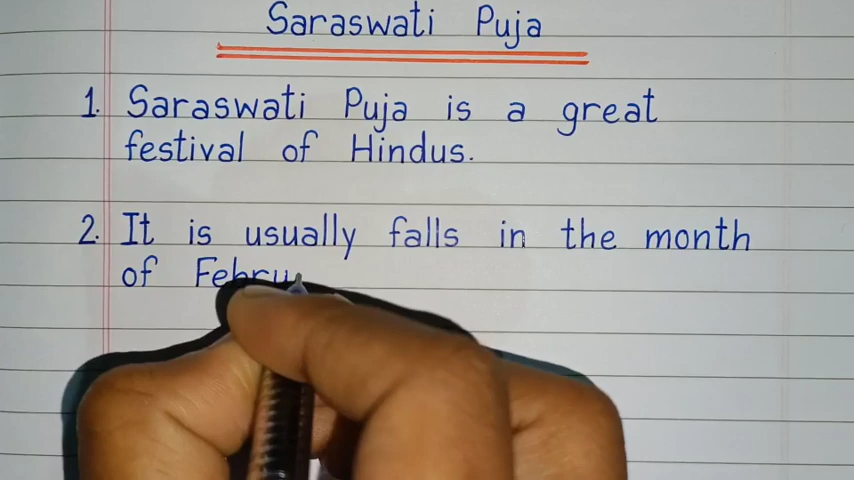 Saraswati Puja
1. Saraswati Puja is a great
festival of Hindus.
2. It is usually falls in the month
of Febru